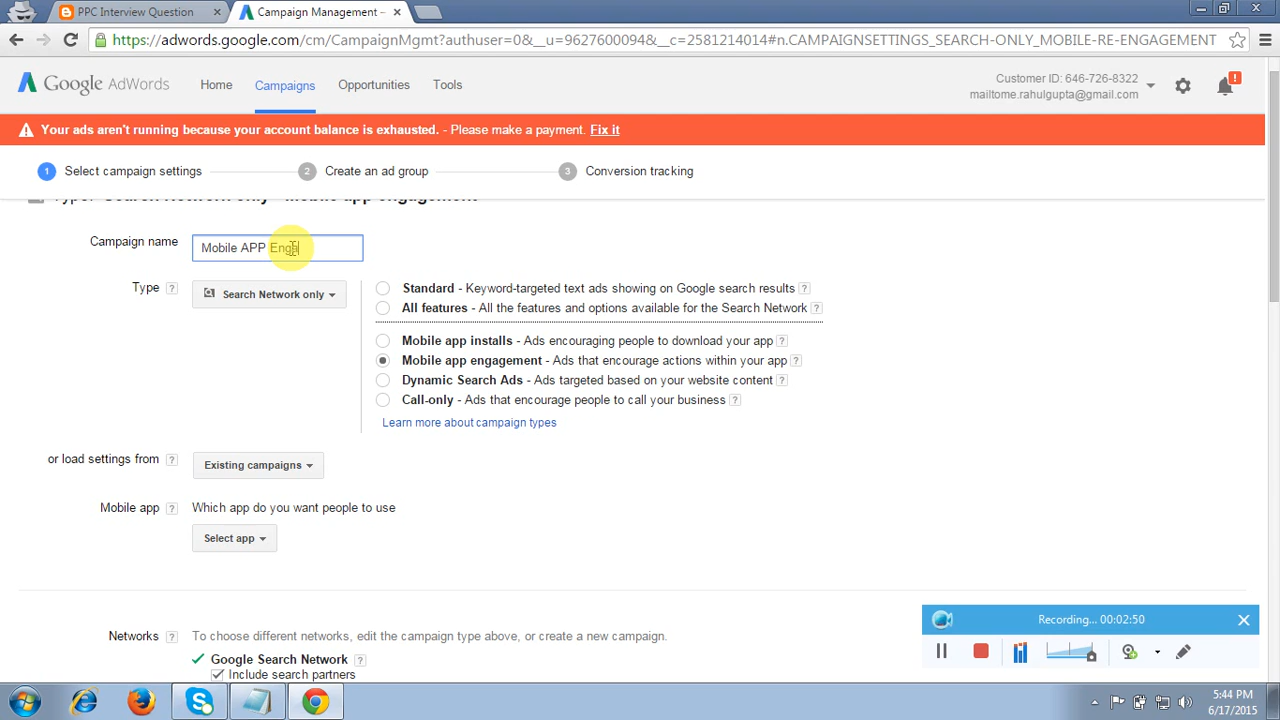 PPC Interview Question
Campaign Management –
https://adwords.google.com/cm/CampaignMgmt?authuser=0&__u=9627600094&__c=2581214014#n.CAMPAIGNSETTINGS_SEARCH-ONLY_MOBILE-RE-ENGAGEMENT
Google AdWords
Home
Campaigns
Opportunities
Tools
Customer ID: 646-726-8322
mailtome.rahulgupta@gmail.com
Your ads aren't running because your account balance is exhausted. - Please make a payment. Fix it
1 Select campaign settings
2 Create an ad group
3 Conversion tracking
Type: Search Network only - Mobile app engagement
Campaign name
Mobile APP Enga
Type ?
Search Network only
Standard - Keyword-targeted text ads showing on Google search results ?
All features - All the features and options available for the Search Network ?
Mobile app installs - Ads encouraging people to download your app ?
Mobile app engagement - Ads that encourage actions within your app ?
Dynamic Search Ads - Ads targeted based on your website content ?
Call-only - Ads that encourage people to call your business ?
Learn more about campaign types
or load settings from ?
Existing campaigns
Mobile app ?
Which app do you want people to use
Select app
Networks ?
To choose different networks, edit the campaign type above, or create a new campaign.
Google Search Network ?
Include search partners
Recording... 00:02:50
5:44 PM
6/17/2015